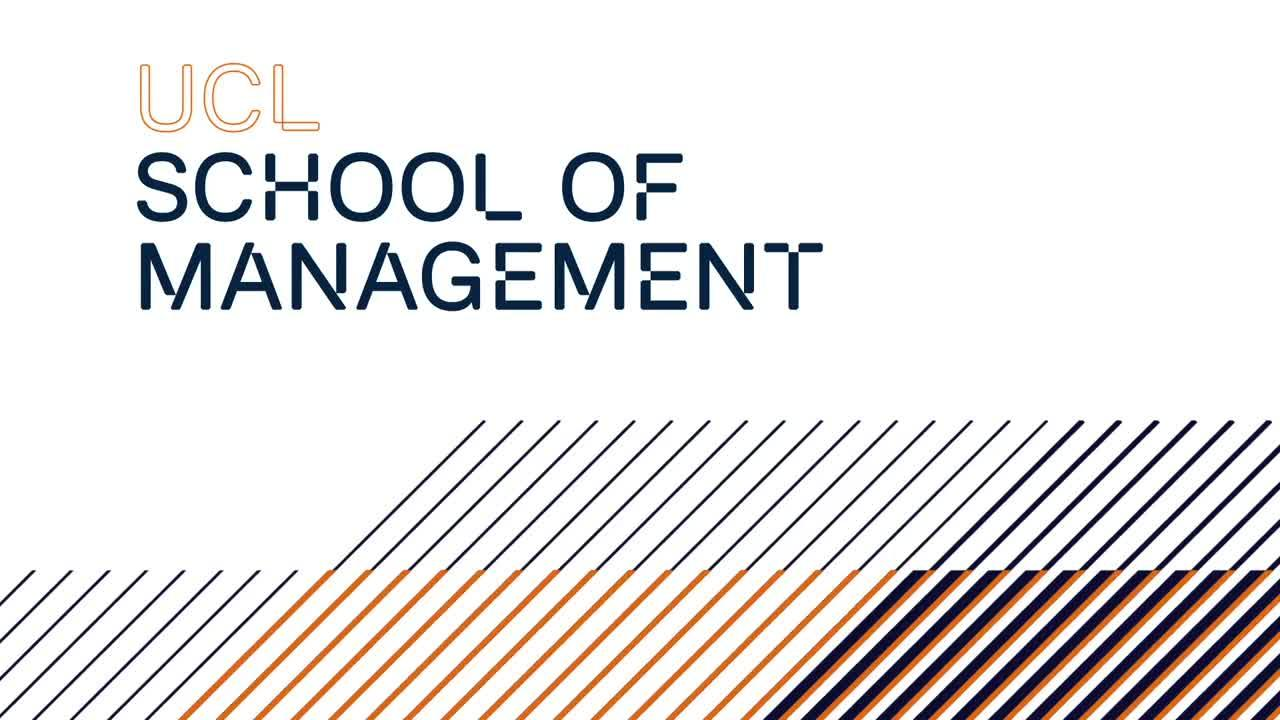 UCL
SCHOOL OF
MANAGEMENT